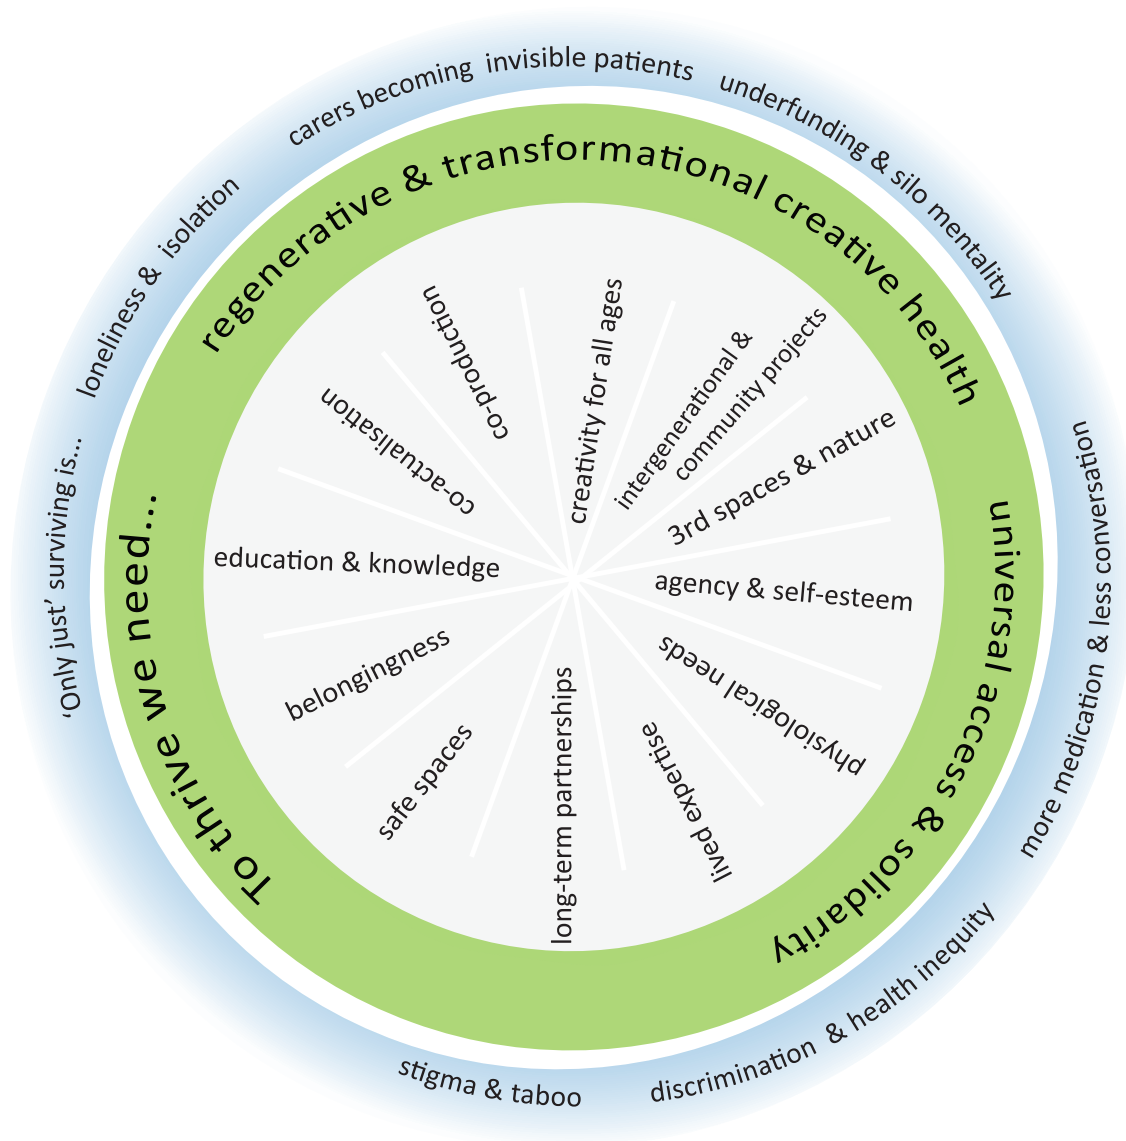 'Only just' surviving is...
loneliness & isolation
carers becoming invisible patients
underfunding & silo mentality
more medication & less conversation
discrimination & health inequity
stigma & taboo
To thrive we need...
regenerative & transformational creative health
universal access & solidarity
creativity for all ages
intergenerational &
community projects
3rd spaces & nature
agency & self-esteem
physiological needs
lived expertise
long-term partnerships
safe spaces
belongingness
education & knowledge
co-actualisation
co-production